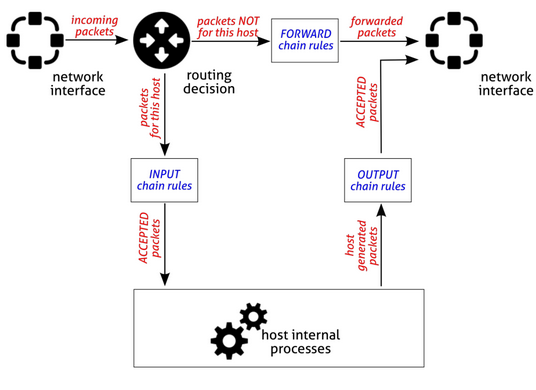 incoming
packets
network
interface
routing
decision
packets NOT
for this host
FORWARD
chain rules
forwarded
packets
network
interface
packets
for this host
INPUT
chain rules
ACCEPTED
packets
ACCEPTED
packets
OUTPUT
chain rules
host
generated
packets
host internal
processes